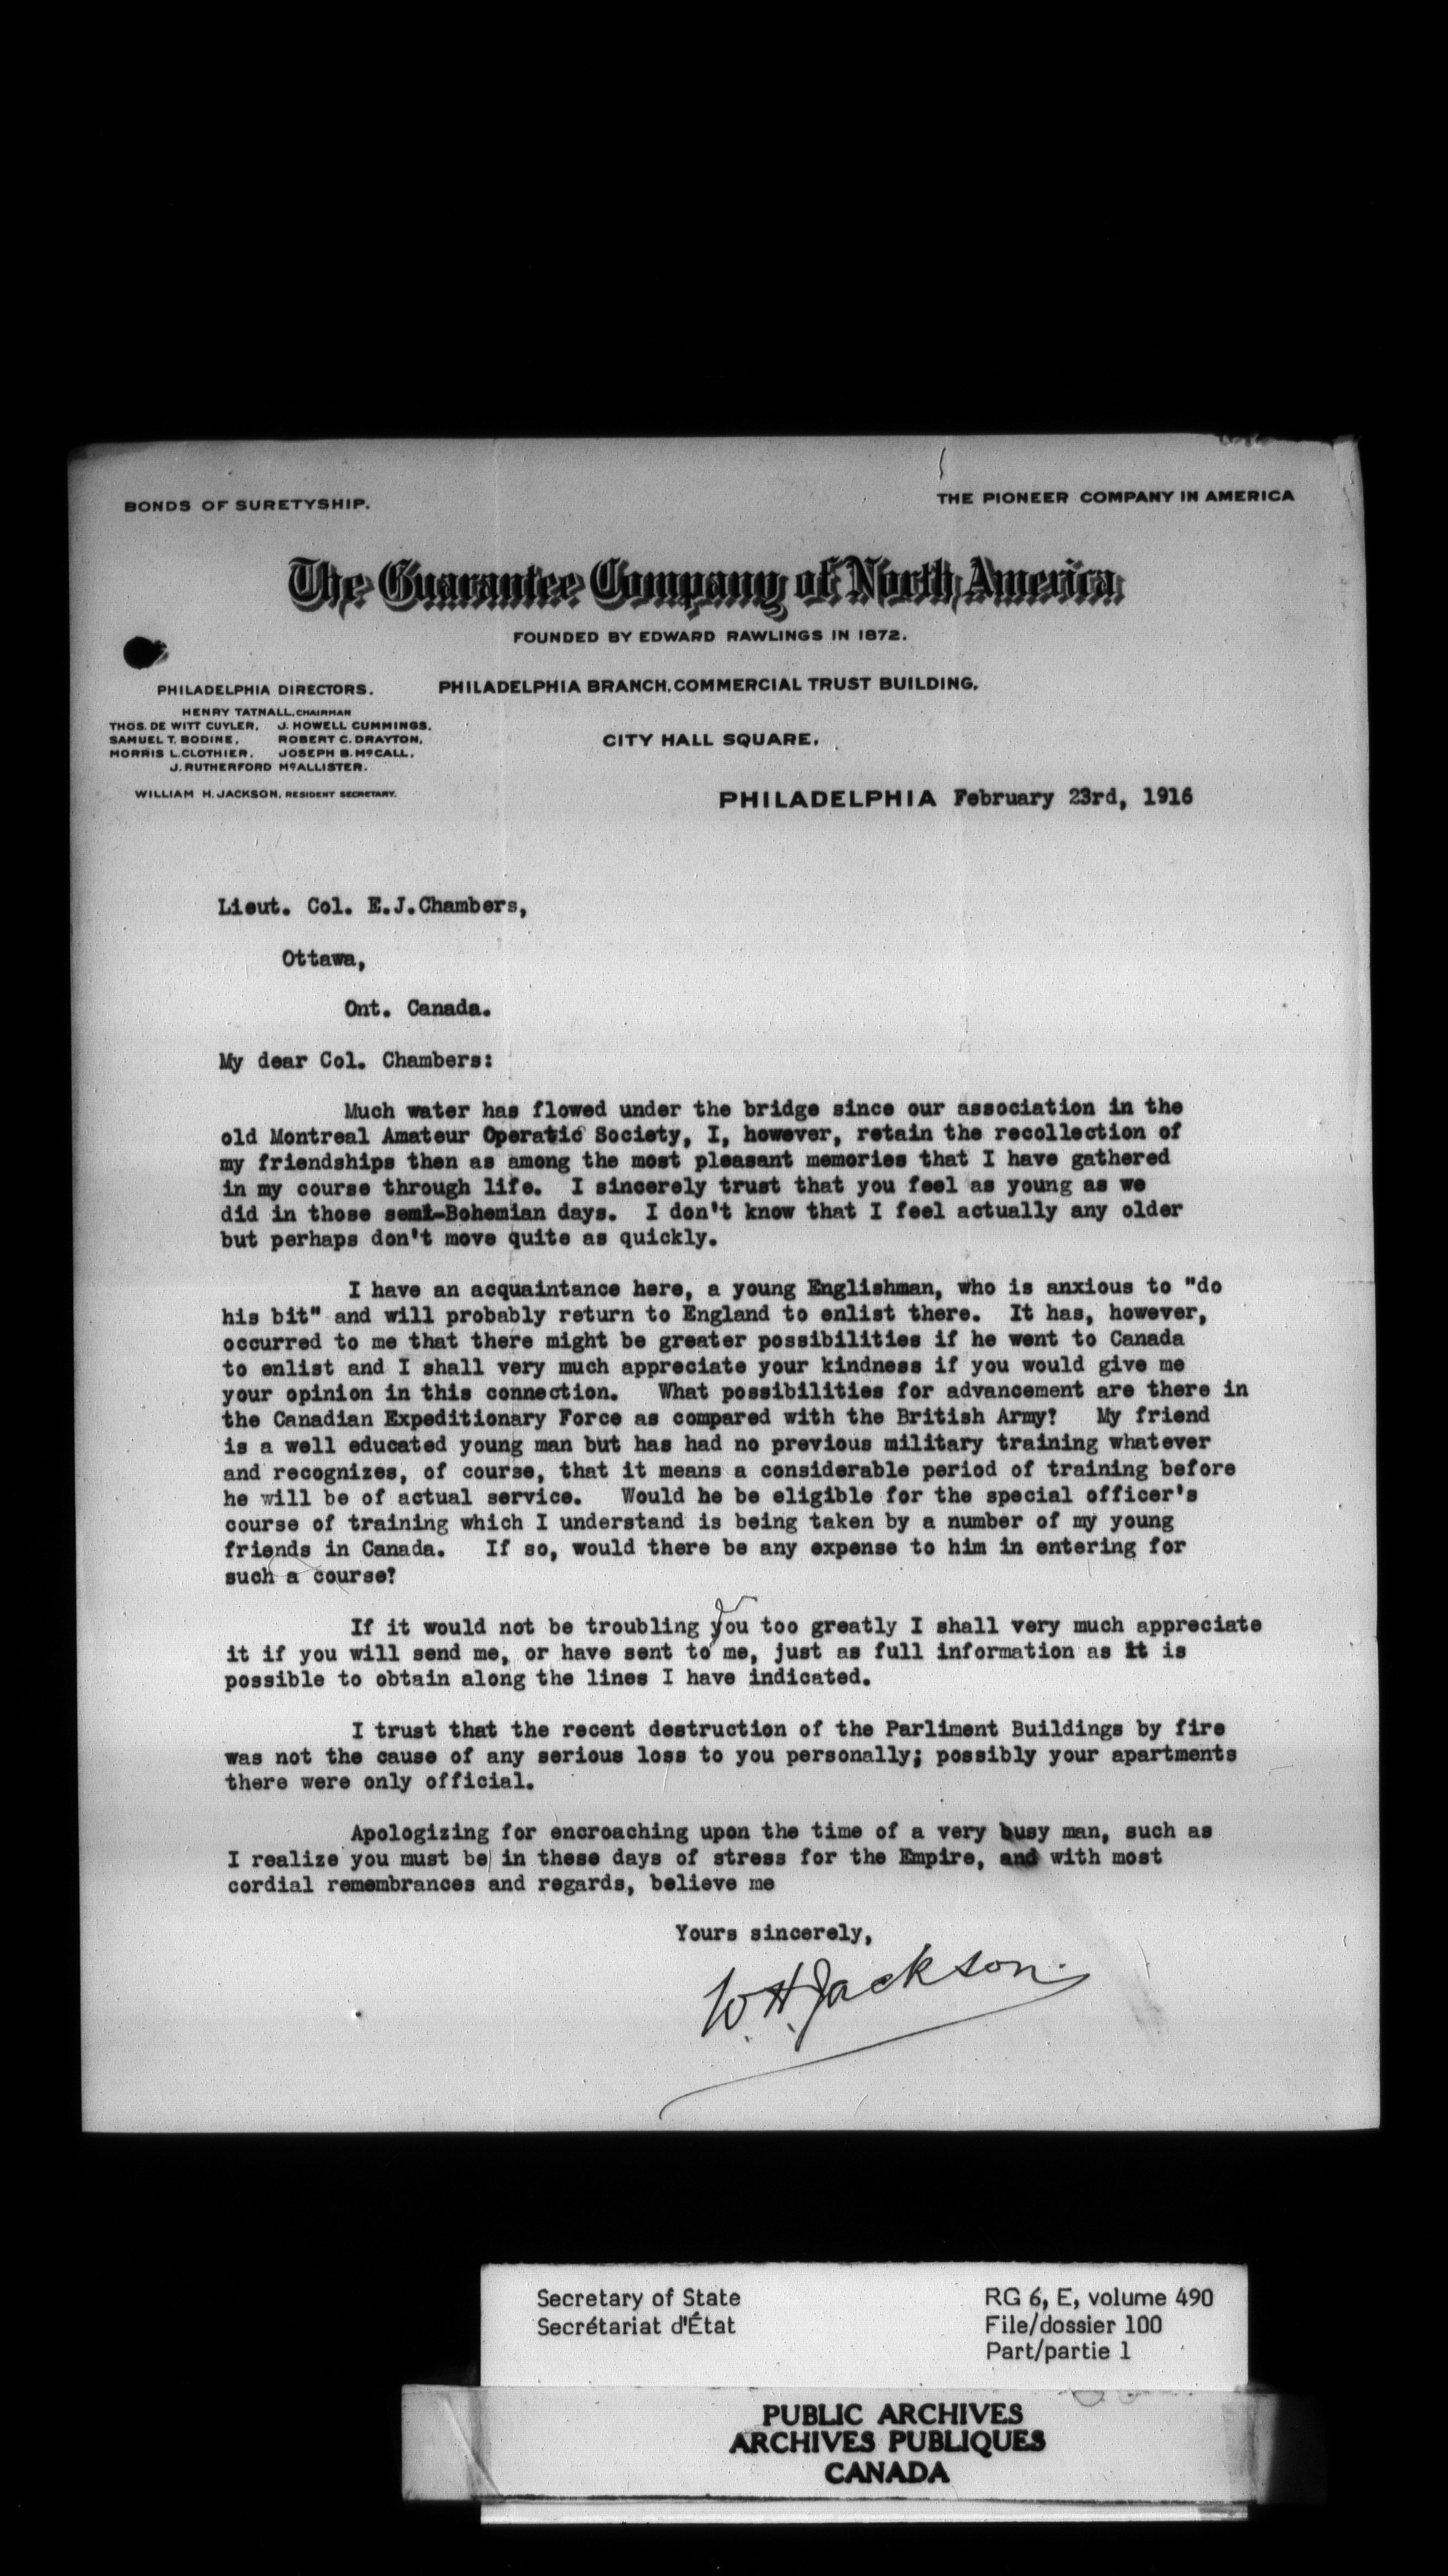 BONDS OF SURETYSHIP.
THE PIONEER COMPANY IN AMERICA
The Guarantee Company of North America
FOUNDED BY EDWARD RAWLINGS IN 1872.
PHILADELPHIA DIRECTORS.
HENRY TATNALL, CHAIRMAN
THOS. DE WITT CUYLER, J. HOWELL CUMMINGS,
SAMUEL T. BODINE, ROBERT C. DRAYTON,
MORRIS L. CLOTHIER, JOSEPH B. McCALL,
J. RUTHERFORD McALLISTER.
WILLIAM H. JACKSON, RESIDENT SECRETARY.
PHILADELPHIA BRANCH, COMMERCIAL TRUST BUILDING,
CITY HALL SQUARE,
PHILADELPHIA February 23rd, 1916
Lieut. Col. E.J.Chambers,
Ottawa,
Ont. Canada.
My dear Col. Chambers:
Much water has flowed under the bridge since our association in the
old Montreal Amateur Operatic Society, I, however, retain the recollection of
my friendships then as among the most pleasant memories that I have gathered
in my course through life. I sincerely trust that you feel as young as we
did in those semi-Bohemian days. I don't know that I feel actually any older
but perhaps don't move quite as quickly.
I have an acquaintance here, a young Englishman, who is anxious to "do
his bit" and will probably return to England to enlist there. It has, however,
occurred to me that there might be greater possibilities if he went to Canada
to enlist and I shall very much appreciate your kindness if you would give me
your opinion in this connection. What possibilities for advancement are there in
the Canadian Expeditionary Force as compared with the British Army? My friend
is a well educated young man but has had no previous military training whatever
and recognizes, of course, that it means a considerable period of training before
he will be of actual service. Would he be eligible for the special officer's
course of training which I understand is being taken by a number of my young
friends in Canada. If so, would there be any expense to him in entering for
such a course?
If it would not be troubling you too greatly I shall very much appreciate
it if you will send me, or have sent to me, just as full information as it is
possible to obtain along the lines I have indicated.
I trust that the recent destruction of the Parliment Buildings by fire
was not the cause of any serious loss to you personally; possibly your apartments
there were only official.
Apologizing for encroaching upon the time of a very busy man, such as
I realize you must be in these days of stress for the Empire, and with most
cordial remembrances and regards, believe me
Yours sincerely,
W.H.Jackson.
Secretary of State
Secrétariat d'État
RG 6, E, volume 490
File/dossier 100
Part/partie 1
PUBLIC ARCHIVES
ARCHIVES PUBLIQUES
CANADA